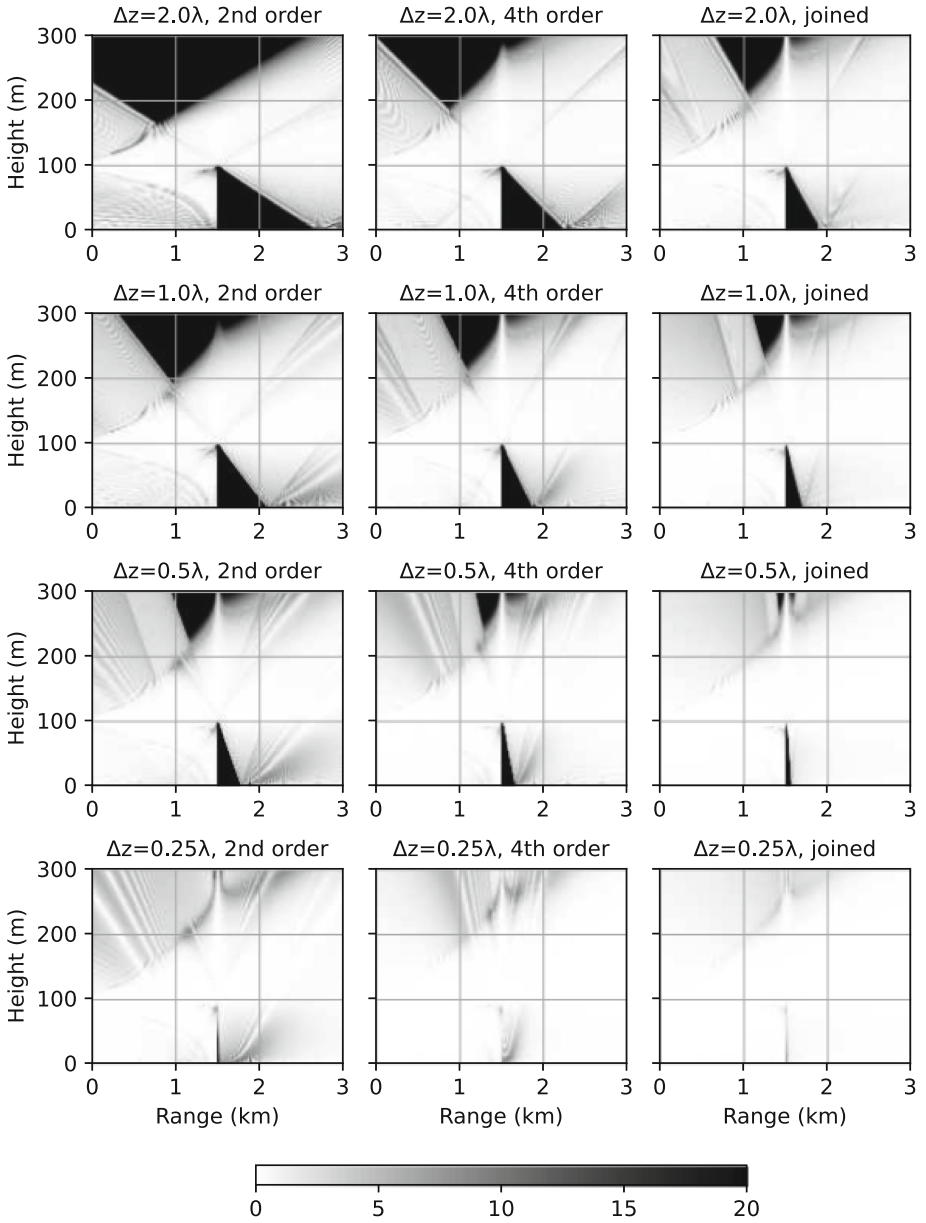 Δz=2.0λ, 2nd order Δz=2.0λ, 4th order Δz=2.0λ, joined
300
200
100
0
Height (m)
0 1 2 3 0 1 2 3 0 1 2 3
Δz=1.0λ, 2nd order Δz=1.0λ, 4th order Δz=1.0λ, joined
300
200
100
0
Height (m)
0 1 2 3 0 1 2 3 0 1 2 3
Δz=0.5λ, 2nd order Δz=0.5λ, 4th order Δz=0.5λ, joined
300
200
100
0
Height (m)
0 1 2 3 0 1 2 3 0 1 2 3
Δz=0.25λ, 2nd order Δz=0.25λ, 4th order Δz=0.25λ, joined
300
200
100
0
Height (m)
0 1 2 3 0 1 2 3 0 1 2 3
Range (km) Range (km) Range (km)
0 5 10 15 20